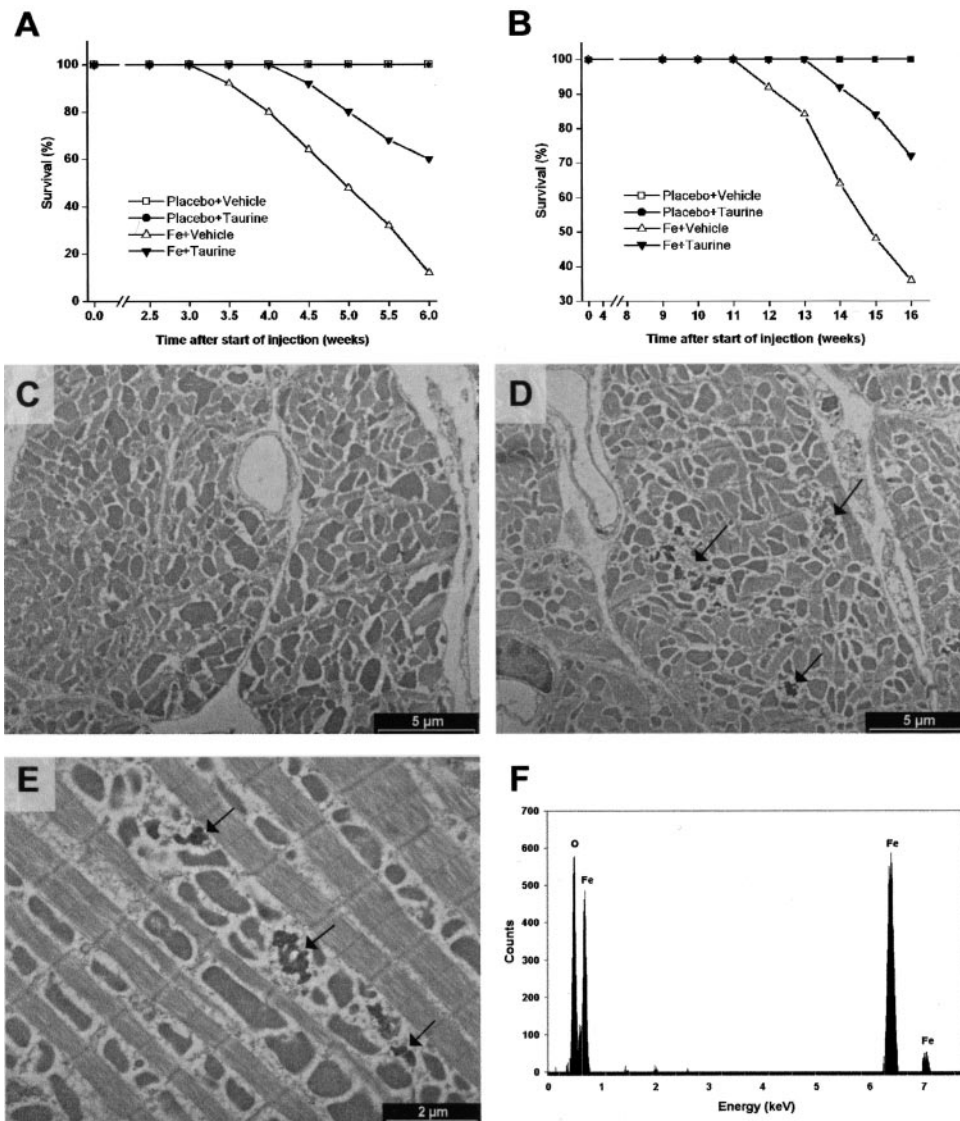 A
B
100
80
60
40
20
0
Survival (%)
Placebo+Vehicle
Placebo+Taurine
Fe+Vehicle
Fe+Taurine
0.0 2.5 3.0 3.5 4.0 4.5 5.0 5.5 6.0
Time after start of injection (weeks)
100
90
80
70
60
50
40
30
Survival (%)
Placebo+Vehicle
Placebo+Taurine
Fe+Vehicle
Fe+Taurine
0 4 8 9 10 11 12 13 14 15 16
Time after start of injection (weeks)
C
5 µm
D
5 µm
E
2 µm
F
700
600
500
400
300
200
100
0
Counts
O
Fe
Fe
Fe
0 1 2 3 4 5 6 7
Energy (keV)